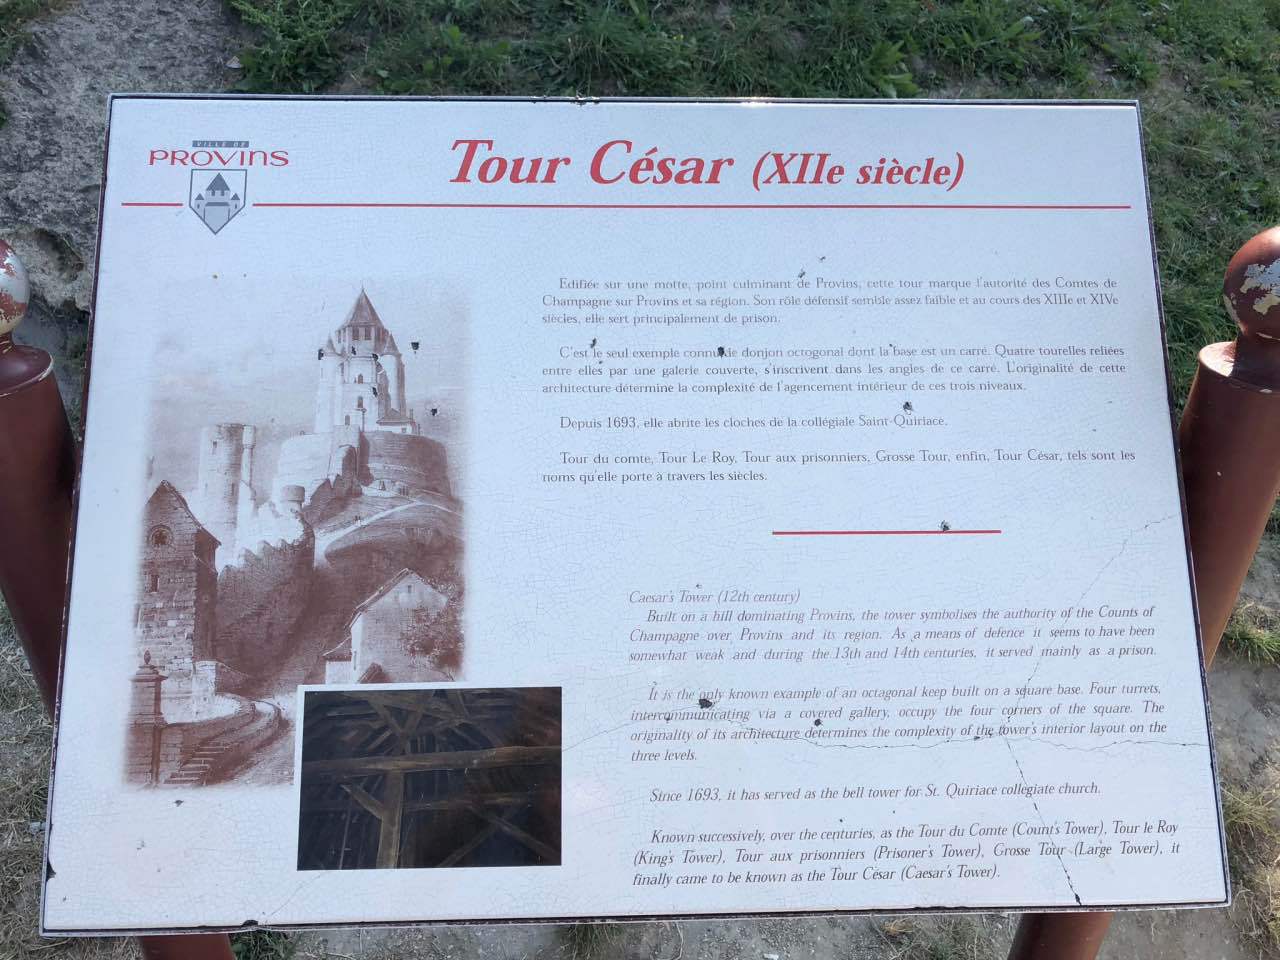 VILLE DE
PROVINS
Tour César (XIIe siècle)
Edifiée sur une motte, point culminant de Provins, cette tour marque l'autorité des Comtes de
Champagne sur Provins et sa région. Son rôle défensif semble assez faible et au cours des XIIIe et XIVe
siècles, elle sert principalement de prison.
C'est le seul exemple connu de donjon octogonal dont la base est un carré. Quatre tourelles reliées
entre elles par une galerie couverte, s'inscrivent dans les angles de ce carré. L'originalité de cette
architecture détermine la complexité de l'agencement intérieur de ces trois niveaux.
Depuis 1693, elle abrite les cloches de la collégiale Saint-Quiriace.
Tour du comte, Tour Le Roy, Tour aux prisonniers, Grosse Tour, enfin, Tour César, tels sont les
noms qu'elle porte à travers les siècles.
Caesar's Tower (12th century)
Built on a hill dominating Provins, the tower symbolises the authority of the Counts of
Champagne over Provins and its region. As a means of defence it seems to have been
somewhat weak and during the 13th and 14th centuries, it served mainly as a prison.
It is the only known example of an octagonal keep built on a square base. Four turrets,
intercommunicating via a covered gallery, occupy the four corners of the square. The
originality of its architecture determines the complexity of the tower's interior layout on the
three levels.
Since 1693, it has served as the bell tower for St. Quiriace collegiate church.
Known successively, over the centuries, as the Tour du Comte (Count's Tower), Tour le Roy
(King's Tower), Tour aux prisonniers (Prisoner's Tower), Grosse Tour (Large Tower), it
finally came to be known as the Tour César (Caesar's Tower).